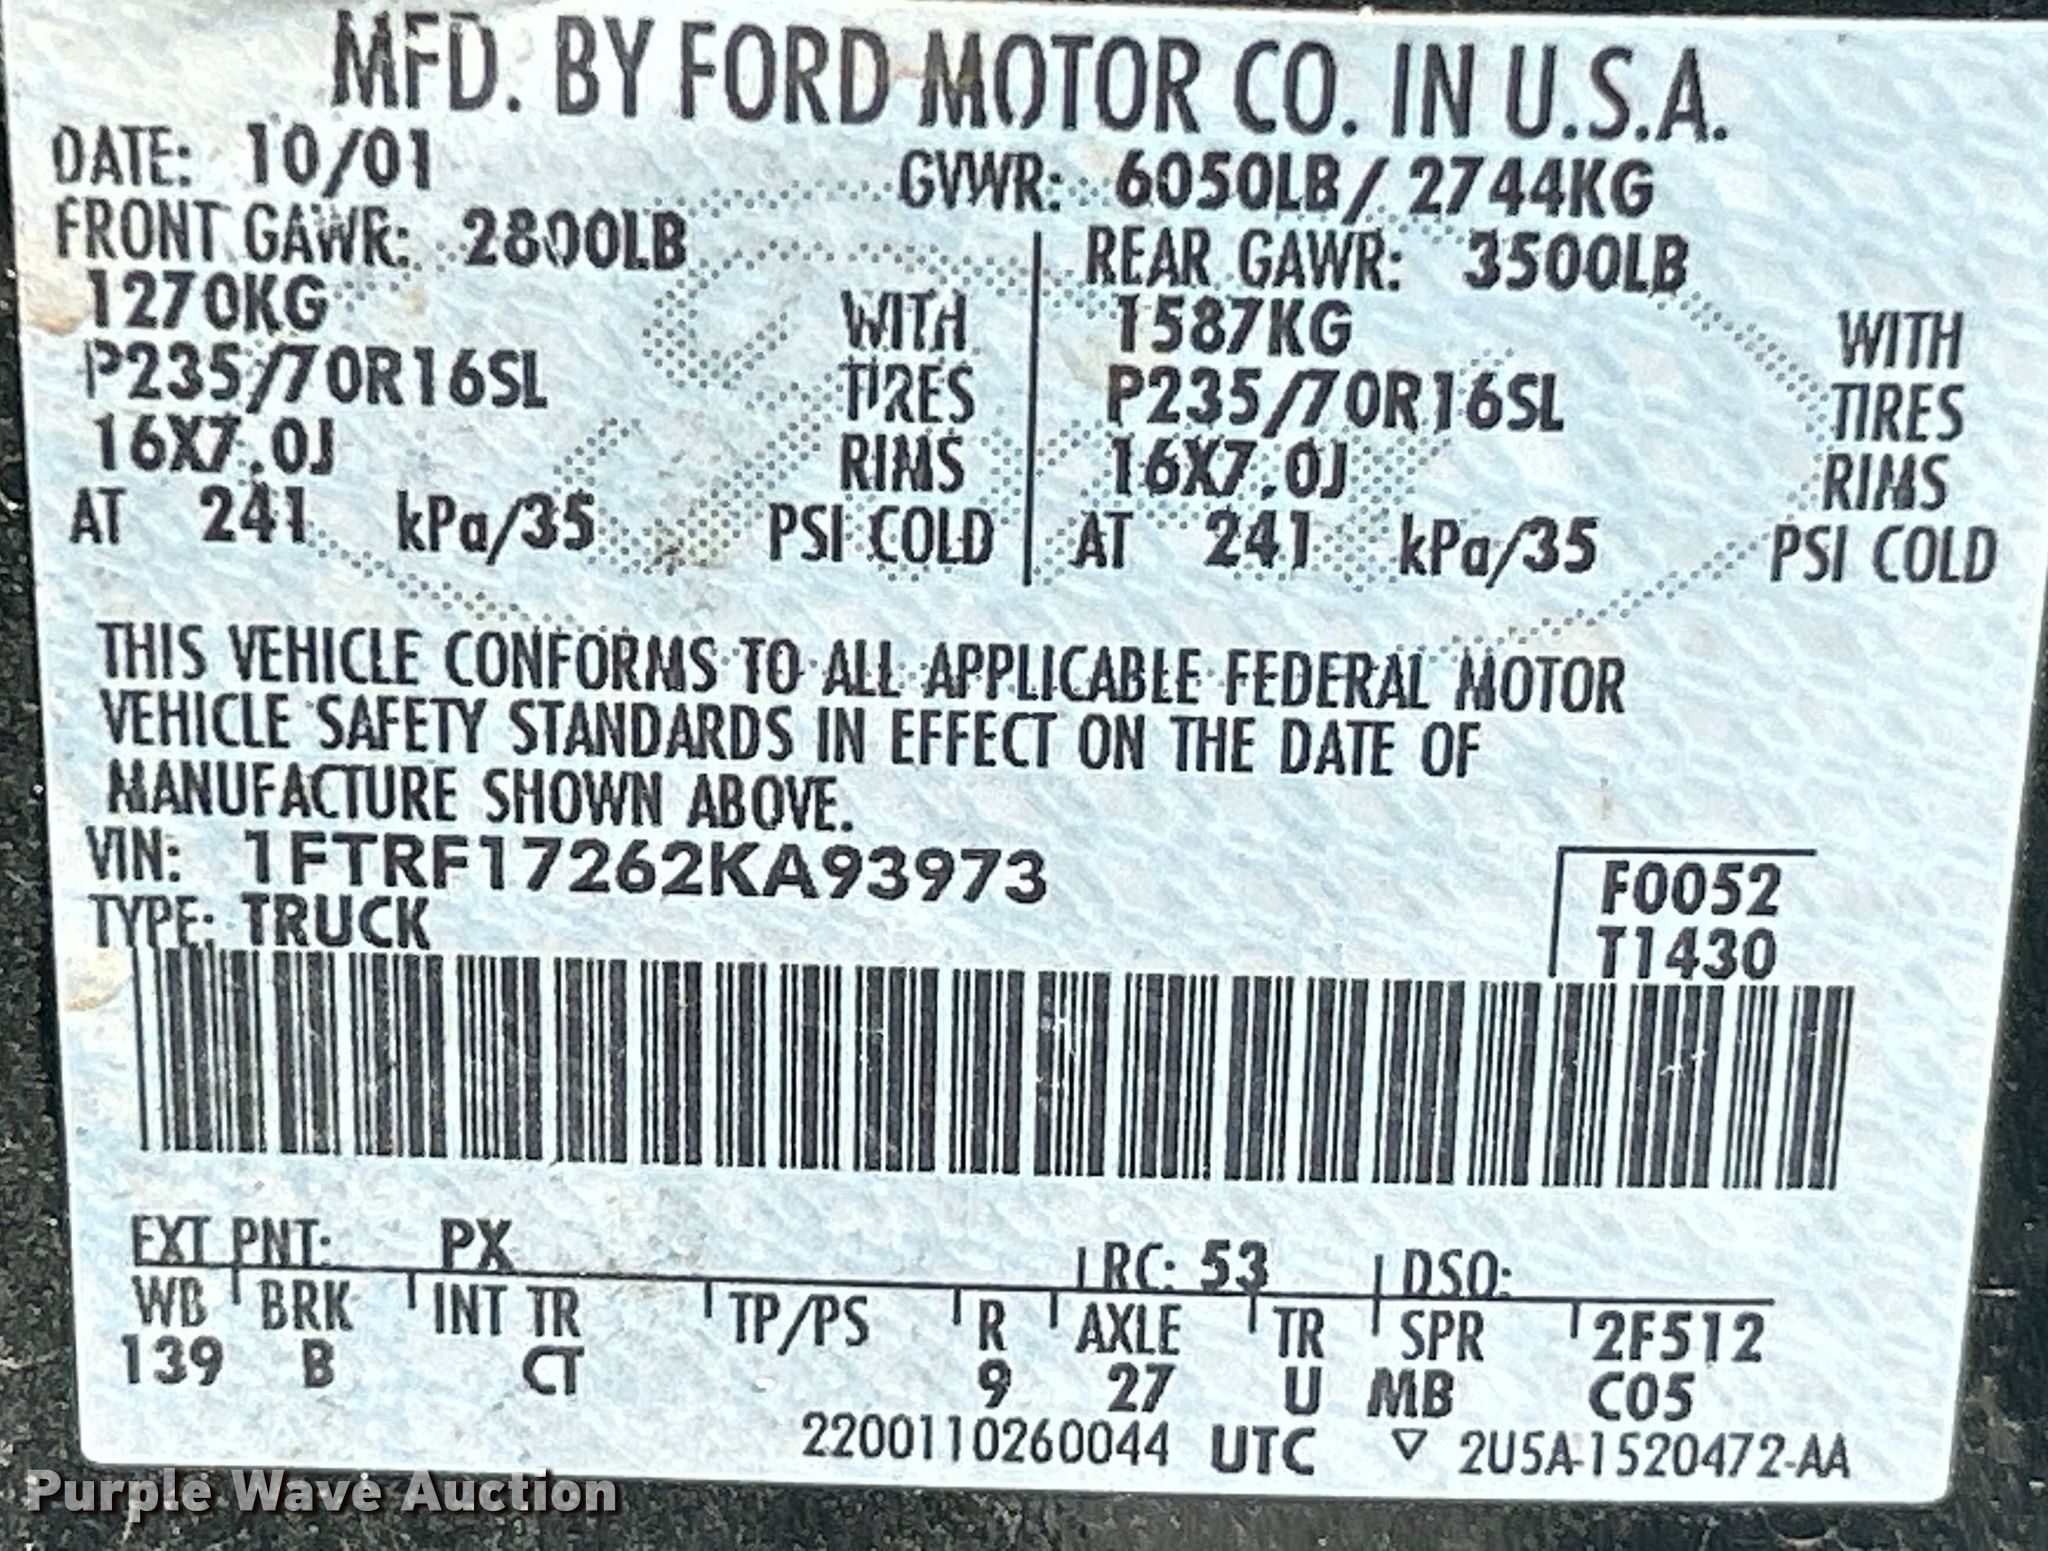 MFD. BY FORD MOTOR CO. IN U.S.A.
DATE: 10/01 GVWR: 6050LB / 2744KG
FRONT GAWR: 2800LB REAR GAWR: 3500LB
1270KG WITH 1587KG WITH
P235/70R16SL TIRES P235/70R16SL TIRES
16X7.0J RIMS 16X7.0J RIMS
AT 241 kPa/35 PSI COLD AT 241 kPa/35 PSI COLD
THIS VEHICLE CONFORMS TO ALL APPLICABLE FEDERAL MOTOR
VEHICLE SAFETY STANDARDS IN EFFECT ON THE DATE OF
MANUFACTURE SHOWN ABOVE.
VIN: 1FTRF17262KA93973 F0052
TYPE: TRUCK T1430
EXT PNT: PX RC: 53 DSO:
WB BRK INT TR TP/PS R AXLE TR SPR 2F512
139 B CT 9 27 U MB C05
2200110260044 UTC ▽ 2U5A-1520472-AA
Purple Wave Auction